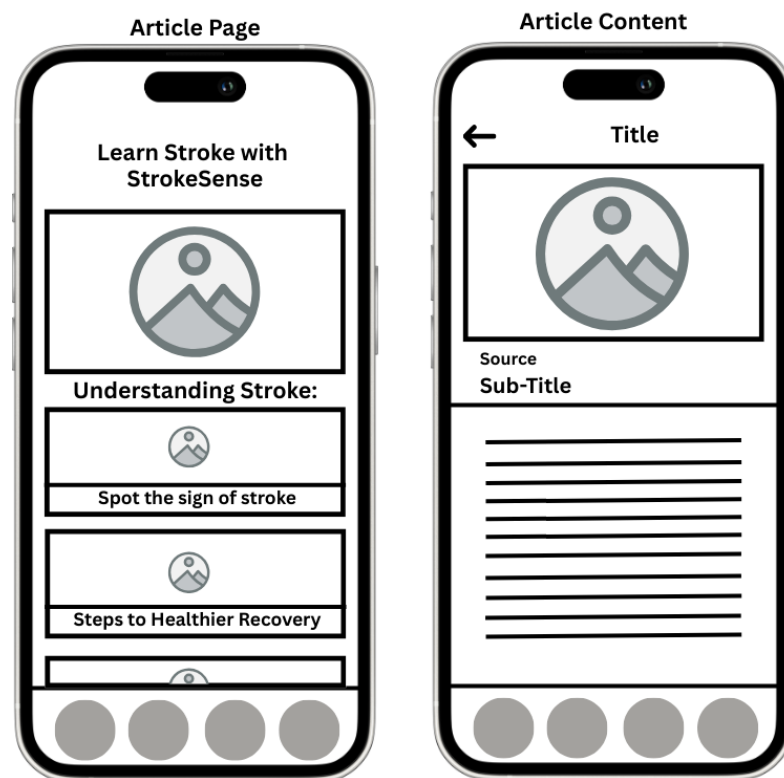 Article Page
Learn Stroke with
StrokeSense
Understanding Stroke:
Spot the sign of stroke
Steps to Healthier Recovery
Article Content
Title
Source
Sub-Title